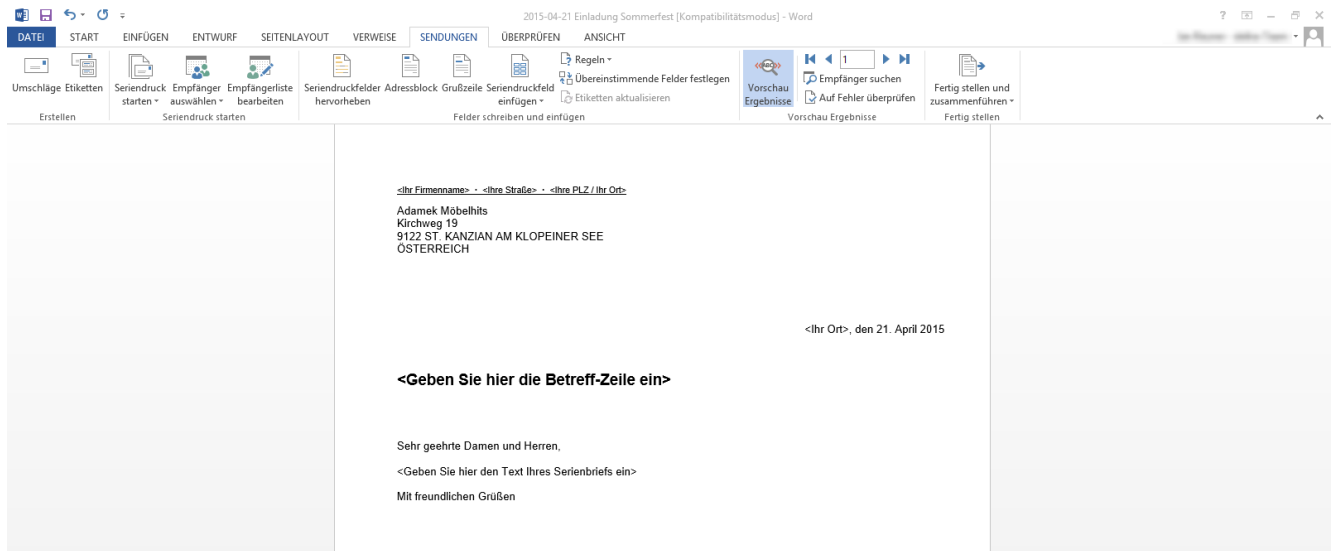 2015-04-21 Einladung Sommerfest [Kompatibilitätsmodus] - Word
DATEI START EINFÜGEN ENTWURF SEITENLAYOUT VERWEISE SENDUNGEN ÜBERPRÜFEN ANSICHT
Umschläge Etiketten
Erstellen
Seriendruck starten Empfänger auswählen Empfängerliste bearbeiten
Seriendruck starten
Seriendruckfelder hervorheben Adressblock Grußzeile Seriendruckfeld einfügen
Regeln
Übereinstimmende Felder festlegen
Etiketten aktualisieren
Felder schreiben und einfügen
Vorschau Ergebnisse
1
Empfänger suchen
Auf Fehler überprüfen
Vorschau Ergebnisse
Fertig stellen und zusammenführen
Fertig stellen
<Ihr Firmenname> · <Ihre Straße> · <Ihre PLZ / Ihr Ort>
Adamek Möbelhits
Kirchweg 19
9122 ST. KANZIAN AM KLOPEINER SEE
ÖSTERREICH
<Ihr Ort>, den 21. April 2015
<Geben Sie hier die Betreff-Zeile ein>
Sehr geehrte Damen und Herren,
<Geben Sie hier den Text Ihres Serienbriefs ein>
Mit freundlichen Grüßen